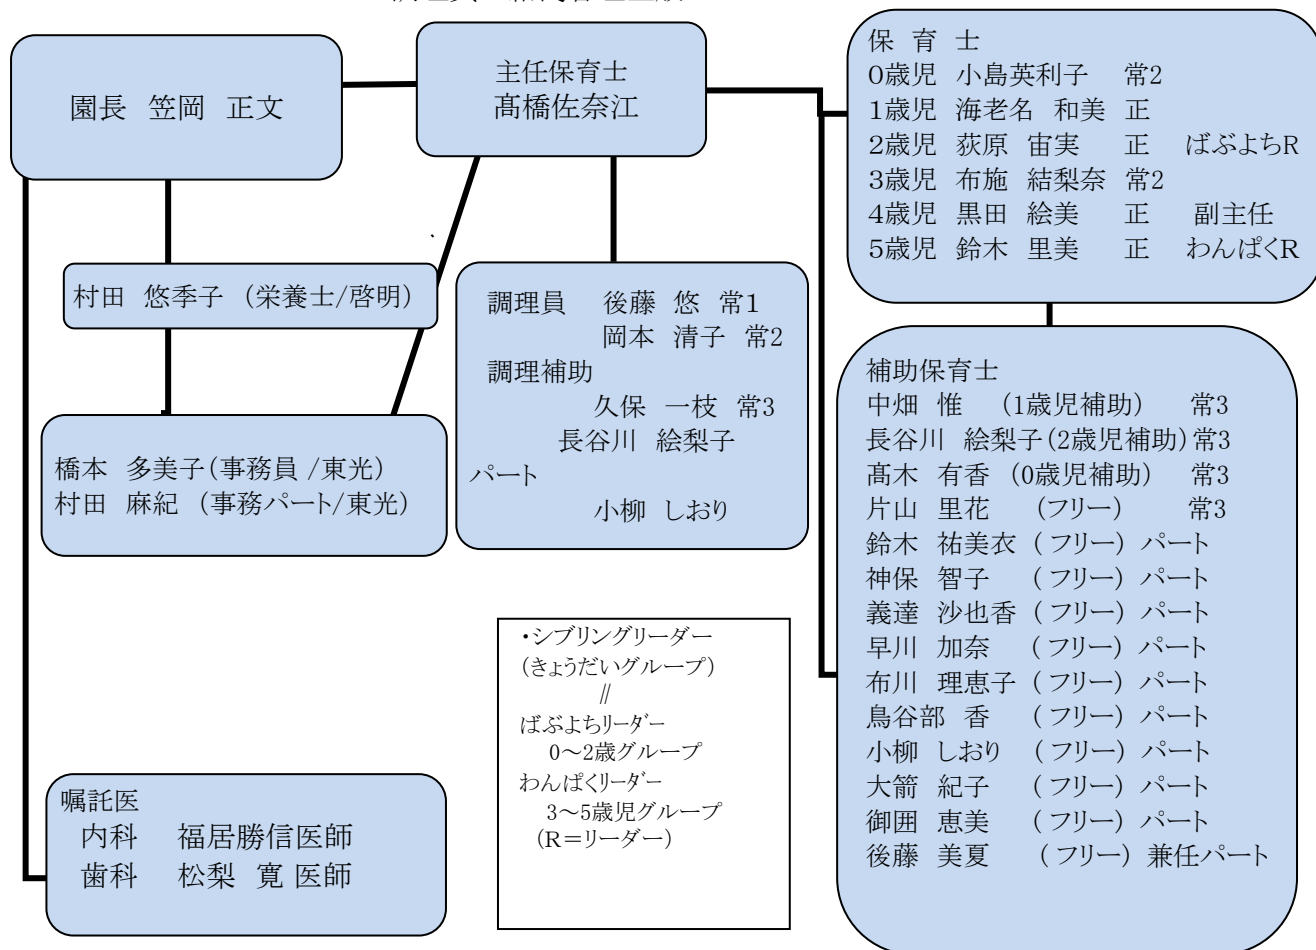 園長 笠岡 正文
主任保育士
髙橋佐奈江
保 育 士
0歳児 小島英利子 常2
1歳児 海老名 和美 正
2歳児 荻原 宙実 正 ばぶよちR
3歳児 布施 結梨奈 常2
4歳児 黒田 絵美 正 副主任
5歳児 鈴木 里美 正 わんぱくR
村田 悠季子 (栄養士/啓明)
調理員 後藤 悠 常1
岡本 清子 常2
調理補助
久保 一枝 常3
長谷川 絵梨子
パート
小柳 しおり
橋本 多美子(事務員 /東光)
村田 麻紀 (事務パート/東光)
補助保育士
中畑 惟 (1歳児補助) 常3
長谷川 絵梨子(2歳児補助)常3
髙木 有香 (0歳児補助) 常3
片山 里花 (フリー) 常3
鈴木 祐美衣 (フリー) パート
神保 智子 (フリー) パート
義達 沙也香 (フリー) パート
早川 加奈 (フリー) パート
布川 理恵子 (フリー) パート
鳥谷部 香 (フリー) パート
小柳 しおり (フリー) パート
大箭 紀子 (フリー) パート
御囲 恵美 (フリー) パート
後藤 美夏 (フリー) 兼任パート
・シブリングリーダー
(きょうだいグループ)
//
ばぶよちリーダー
0～2歳グループ
わんぱくリーダー
3～5歳児グループ
(R＝リーダー)
嘱託医
内科 福居勝信医師
歯科 松梨 寛 医師